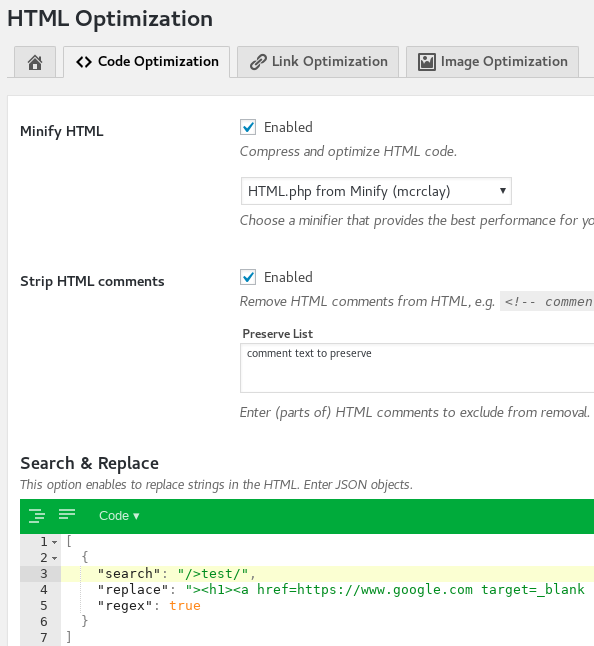 HTML Optimization
Code Optimization Link Optimization Image Optimization
Minify HTML
Enabled
Compress and optimize HTML code.
HTML.php from Minify (mcrclay)
Choose a minifier that provides the best performance for yo
Strip HTML comments
Enabled
Remove HTML comments from HTML, e.g. <!-- commen
Preserve List
comment text to preserve
Enter (parts of) HTML comments to exclude from removal.
Search & Replace
This option enables to replace strings in the HTML. Enter JSON objects.
Code ▾
1 [
2 {
3 "search": "/>test/",
4 "replace": "><h1><a href=https://www.google.com target=_blank
5 "regex": true
6 }
7 ]